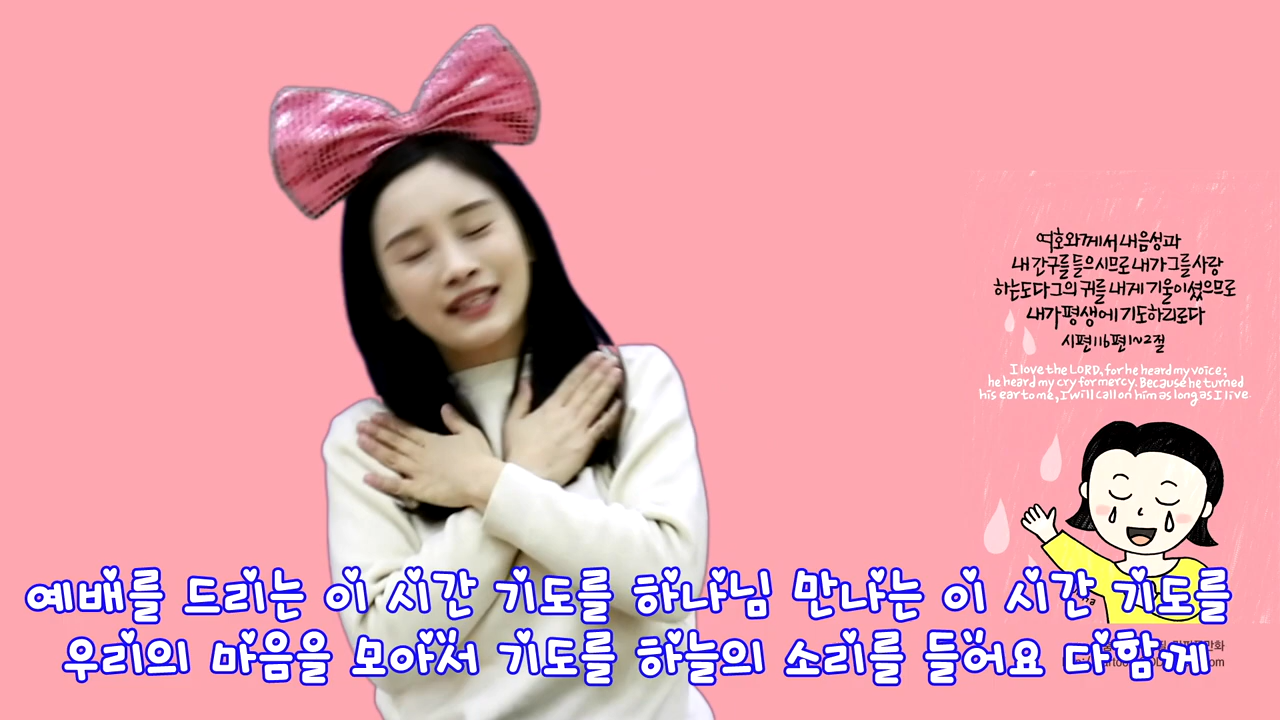 여호와께서 내 음성과
내 간구를 들으시므로 내가 그를 사랑
하는도다 그의 귀를 내게 기울이셨으므로
내가 평생에 기도하리로다
시편 116편 1~2절
I love the LORD, for he heard my voice;
he heard my cry for mercy. Because he turned
his ear to me, I will call on him as long as I live.
예배를 드리는 이 시간 기도를 하나님 만나는 이 시간 기도를
우리의 마음을 모아서 기도를 하늘의 소리를 들어요 다함께